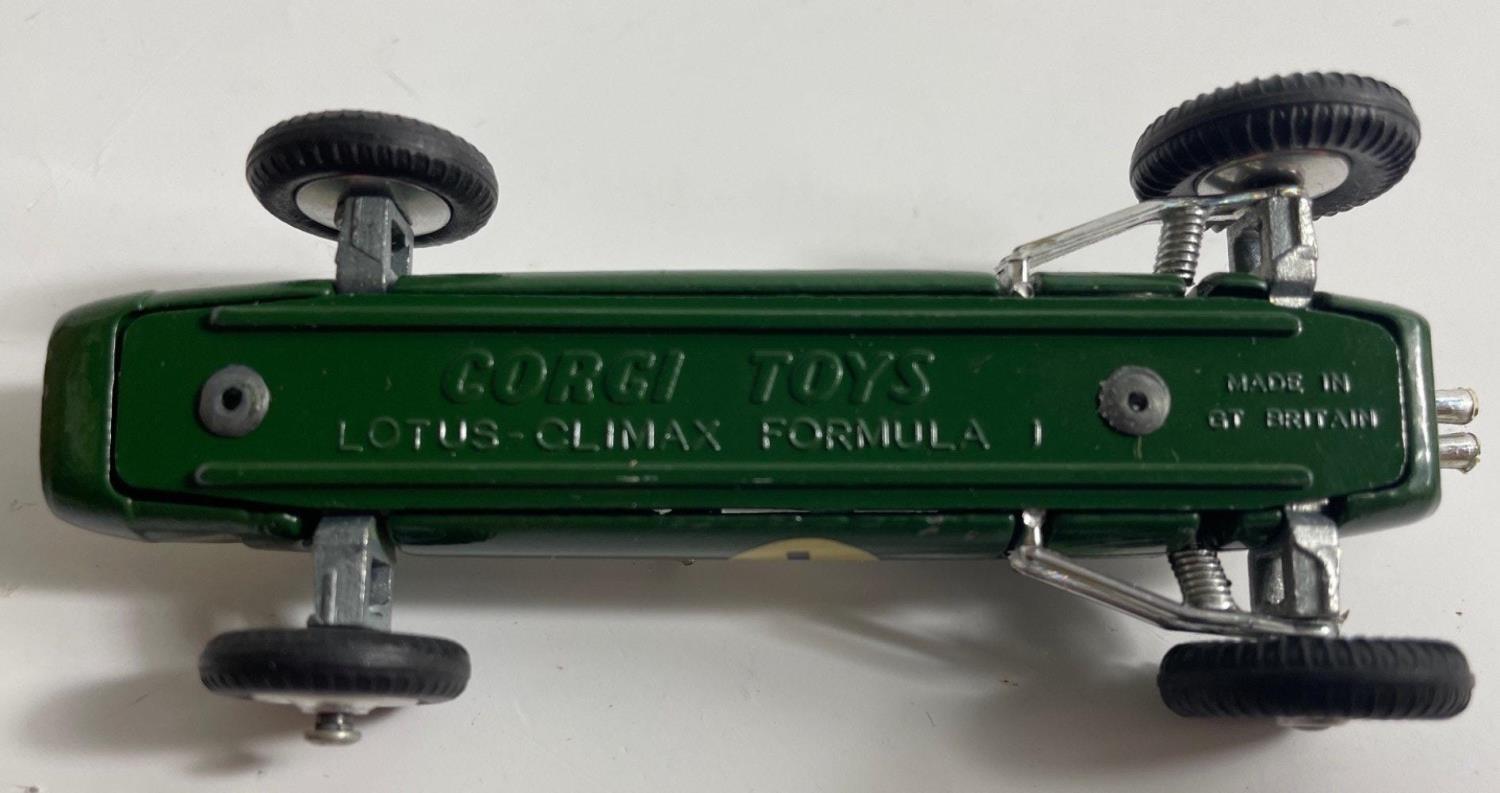 CORGI TOYS
LOTUS-CLIMAX FORMULA 1
MADE IN
GT BRITAIN